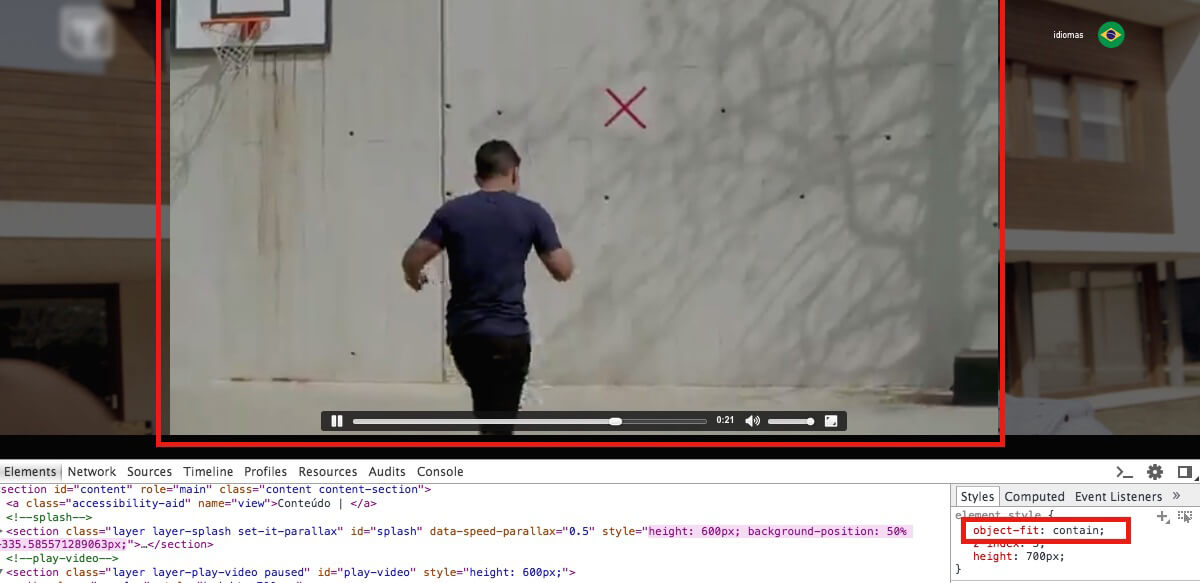 idiomas
0:21
Elements Network Sources Timeline Profiles Resources Audits Console
section id="content" role="main" class="content content-section">
<a class="accessibility-aid" name="view">Conteúdo | </a>
<!--splash-->
<section class="layer layer-splash set-it-parallax" id="splash" data-speed-parallax="0.5" style="height: 600px; background-position: 50%
-335.585571289063px;">…</section>
<!--play-video-->
<section class="layer layer-play-video paused" id="play-video" style="height: 600px;">
Styles Computed Event Listeners »
element.style {
object-fit: contain;
z-index: 3;
height: 700px;
}